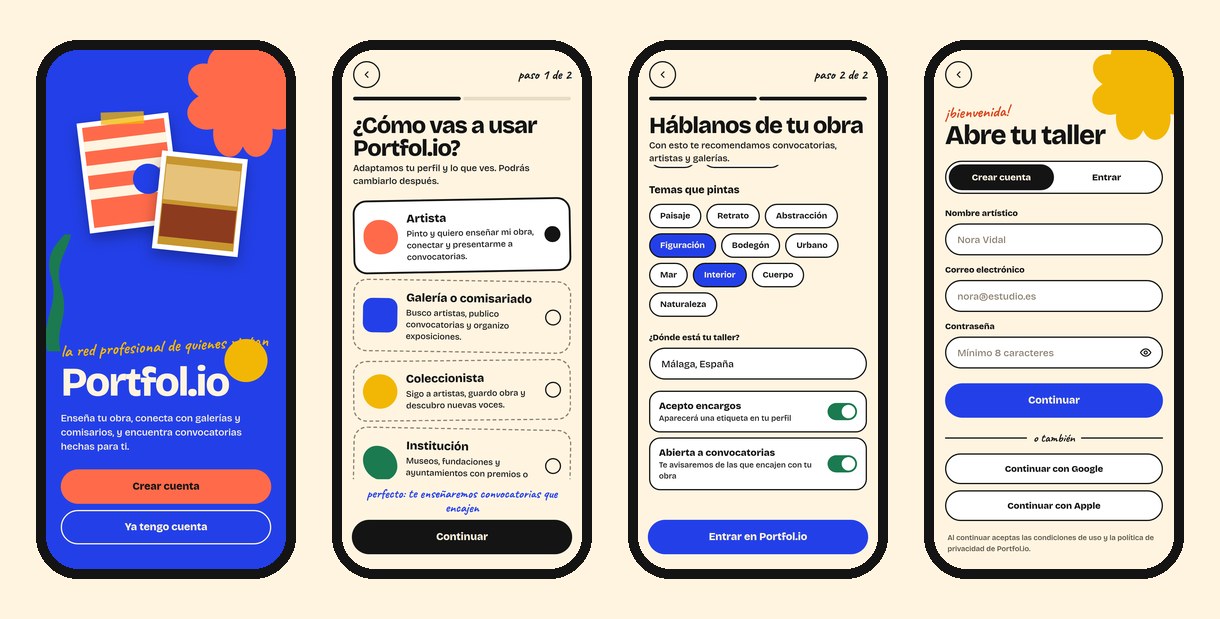 la red profesional de quienes
Portfol.io
Enseña tu obra, conecta con galerías y
comisarios, y encuentra convocatorias
hechas para ti.
Crear cuenta
Ya tengo cuenta
paso 1 de 2
¿Cómo vas a usar
Portfol.io?
Adaptamos tu perfil y lo que ves. Podrás
cambiarlo después.
Artista
Pinto y quiero enseñar mi obra,
conectar y presentarme a
convocatorias.
Galería o comisariado
Busco artistas, publico
convocatorias y organizo
exposiciones.
Coleccionista
Sigo a artistas, guardo obra y
descubro nuevas voces.
Institución
Museos, fundaciones y
ayuntamientos con premios o
perfecto: te enseñaremos convocatorias que
encajen
Continuar
paso 2 de 2
Háblanos de tu obra
Con esto te recomendamos convocatorias,
artistas y galerías.
Temas que pintas
Paisaje Retrato Abstracción
Figuración Bodegón Urbano
Mar Interior Cuerpo
Naturaleza
¿Dónde está tu taller?
Málaga, España
Acepto encargos
Aparecerá una etiqueta en tu perfil
Abierta a convocatorias
Te avisaremos de las que encajen con tu
obra
Entrar en Portfol.io
¡bienvenida!
Abre tu taller
Crear cuenta Entrar
Nombre artístico
Nora Vidal
Correo electrónico
nora@estudio.es
Contraseña
Mínimo 8 caracteres
Continuar
o también
Continuar con Google
Continuar con Apple
Al continuar aceptas las condiciones de uso y la política de
privacidad de Portfol.io.